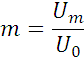 m = U_m / U_0